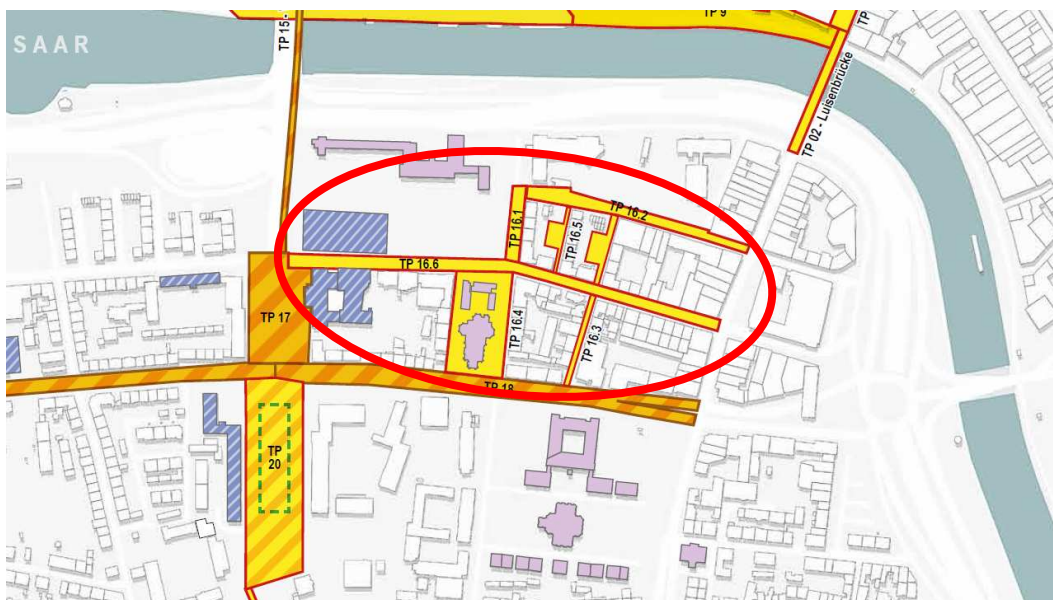 TP 9
TP
SAAR
TP 15 -
TP 02 - Luisenbrücke
TP 16.1
TP 16.2
TP 16.5
TP 16.6
TP 16.4
TP 16.3
TP 17
TP 18
TP
20